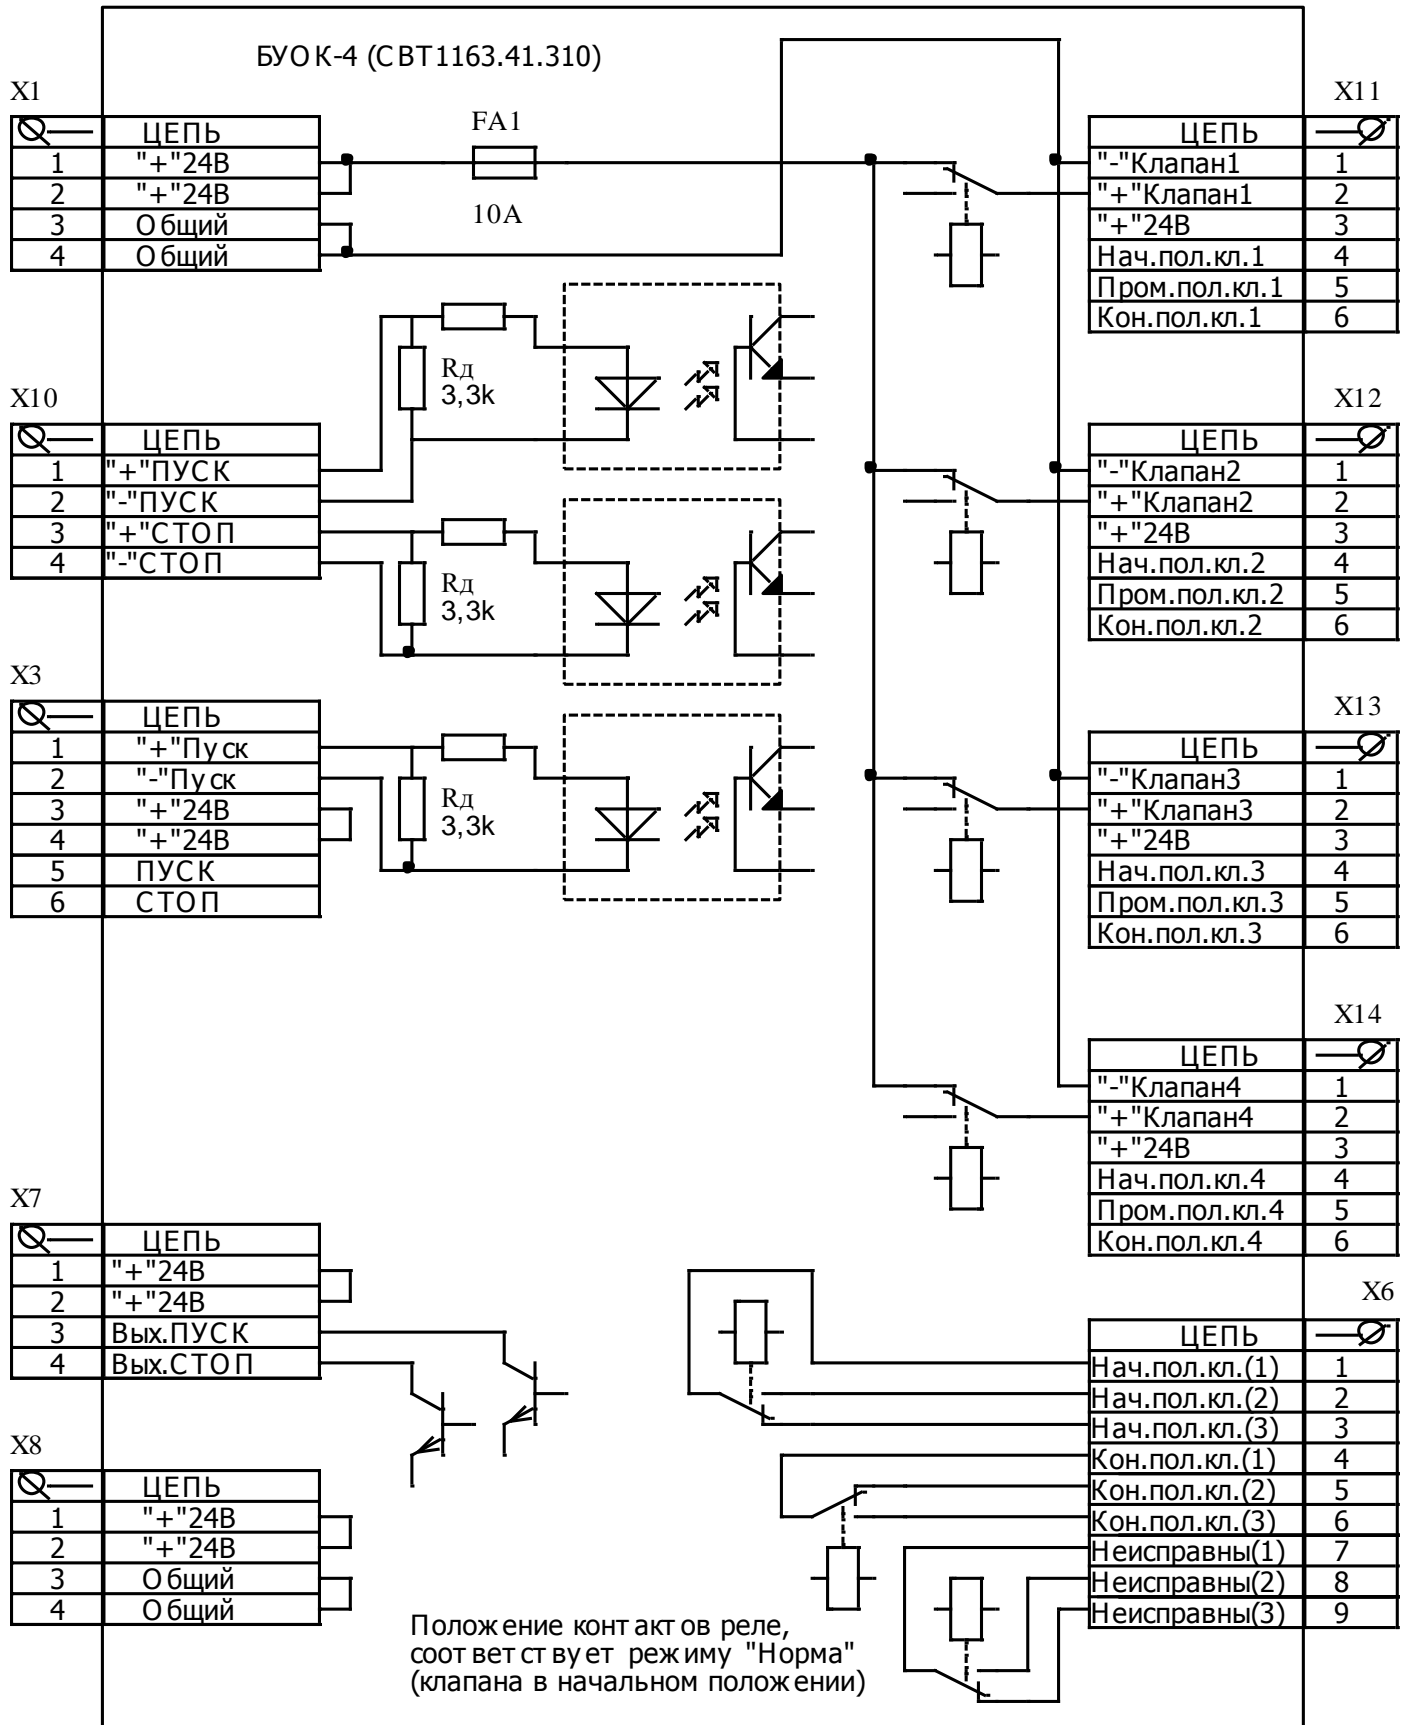 БУОК-4 (СВТ1163.41.310)
X1
ЦЕПЬ
1 "+"24В
2 "+"24В
3 Общий
4 Общий
FA1
10A
X10
ЦЕПЬ
1 "+"ПУСК
2 "-"ПУСК
3 "+"СТОП
4 "-"СТОП
Rд
3,3k
Rд
3,3k
X3
ЦЕПЬ
1 "+"Пуск
2 "-"Пуск
3 "+"24В
4 "+"24В
5 ПУСК
6 СТОП
Rд
3,3k
X7
ЦЕПЬ
1 "+"24В
2 "+"24В
3 Вых.ПУСК
4 Вых.СТОП
X8
ЦЕПЬ
1 "+"24В
2 "+"24В
3 Общий
4 Общий
X11
ЦЕПЬ
"-"Клапан1 1
"+"Клапан1 2
"+"24В 3
Нач.пол.кл.1 4
Пром.пол.кл.1 5
Кон.пол.кл.1 6
X12
ЦЕПЬ
"-"Клапан2 1
"+"Клапан2 2
"+"24В 3
Нач.пол.кл.2 4
Пром.пол.кл.2 5
Кон.пол.кл.2 6
X13
ЦЕПЬ
"-"Клапан3 1
"+"Клапан3 2
"+"24В 3
Нач.пол.кл.3 4
Пром.пол.кл.3 5
Кон.пол.кл.3 6
X14
ЦЕПЬ
"-"Клапан4 1
"+"Клапан4 2
"+"24В 3
Нач.пол.кл.4 4
Пром.пол.кл.4 5
Кон.пол.кл.4 6
X6
ЦЕПЬ
Нач.пол.кл.(1) 1
Нач.пол.кл.(2) 2
Нач.пол.кл.(3) 3
Кон.пол.кл.(1) 4
Кон.пол.кл.(2) 5
Кон.пол.кл.(3) 6
Неисправны(1) 7
Неисправны(2) 8
Неисправны(3) 9
Положение контактов реле,
соответствует режиму "Норма"
(клапана в начальном положении)